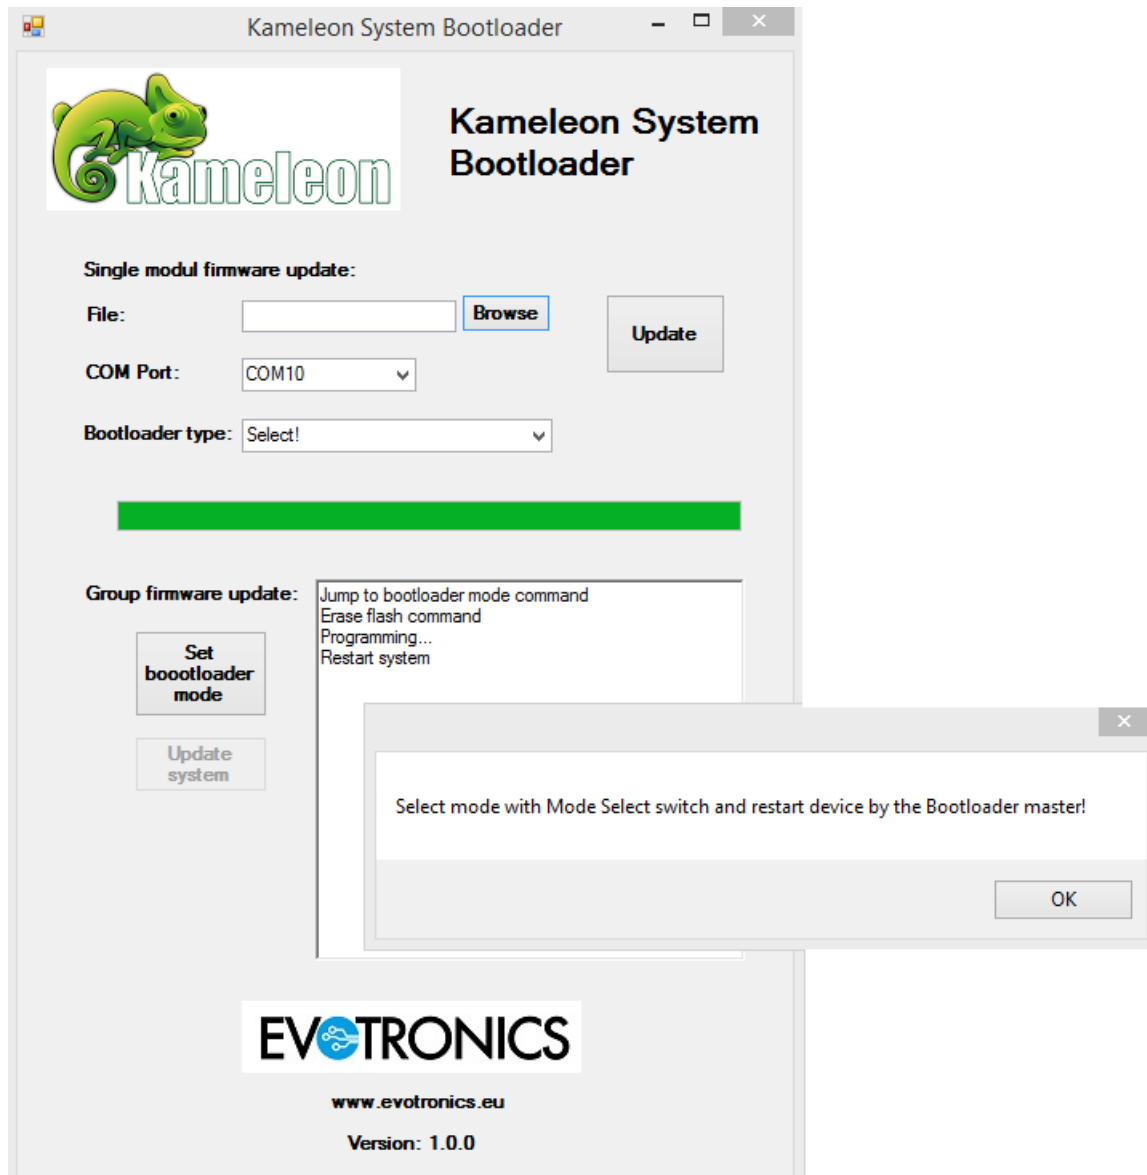 Kameleon System Bootloader
Kameleon
Kameleon System
Bootloader
Single modul firmware update:
File:
Browse
Update
COM Port:
COM10
Bootloader type:
Select!
Group firmware update:
Jump to bootloader mode command
Erase flash command
Programming...
Restart system
Set
boootloader
mode
Update
system
Select mode with Mode Select switch and restart device by the Bootloader master!
OK
EVOTRONICS
www.evotronics.eu
Version: 1.0.0